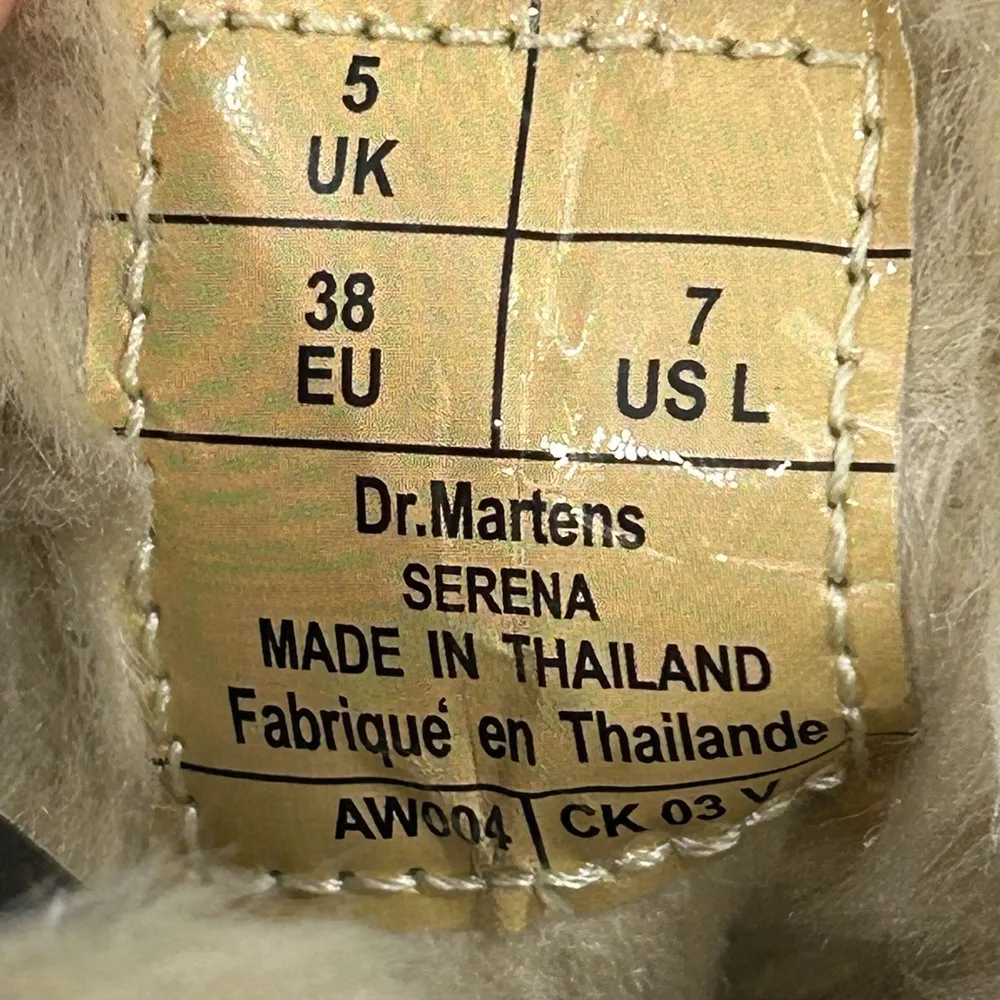 5
UK
38
EU
7
US L
Dr.Martens
SERENA
MADE IN THAILAND
Fabriqué en Thailande
AW004
CK 03 V